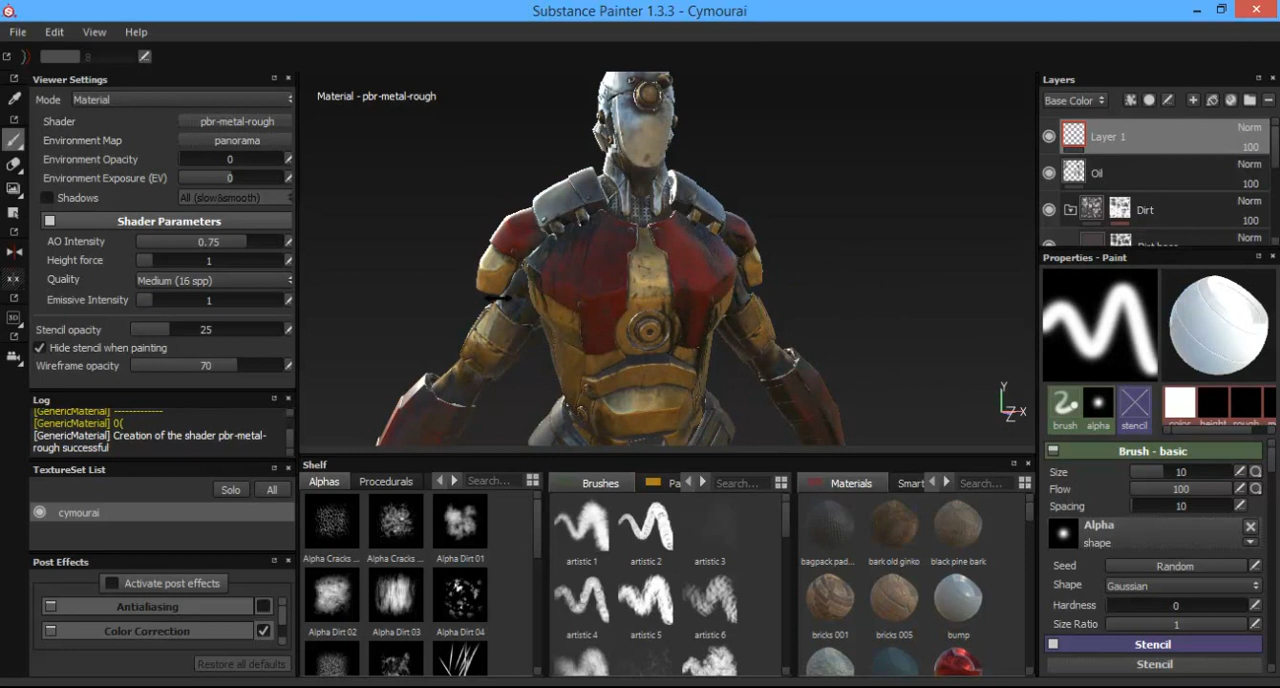 Substance Painter 1.3.3 - Cymourai
File Edit View Help
Viewer Settings
Mode Material
Shader pbr-metal-rough
Environment Map panorama
Environment Opacity 0
Environment Exposure (EV) 0
Shadows All (slow&smooth)
Shader Parameters
AO Intensity 0.75
Height force 1
Quality Medium (16 spp)
Emissive Intensity 1
Stencil opacity 25
Hide stencil when painting
Wireframe opacity 70
Log
[GenericMaterial] -------------
[GenericMaterial] 0(
[GenericMaterial] Creation of the shader pbr-metal-
rough successful
TextureSet List
Solo All
cymourai
Post Effects
Activate post effects
Antialiasing
Color Correction
Restore all defaults
Material - pbr-metal-rough
Y
Z X
Shelf
Alphas Procedurals Search...
Alpha Cracks ... Alpha Cracks ... Alpha Dirt 01
Alpha Dirt 02 Alpha Dirt 03 Alpha Dirt 04
Brushes Pa Search...
artistic 1 artistic 2 artistic 3
artistic 4 artistic 5 artistic 6
Materials Smart Search...
bagpack pad... bark old ginko black pine bark
bricks 001 bricks 005 bump
Layers
Base Color
Layer 1 Norm 100
Oil Norm 100
Dirt Norm 100
Dirt base Norm
Properties - Paint
brush alpha stencil color height rough m
Brush - basic
Size 10
Flow 100
Spacing 10
Alpha
shape
Seed Random
Shape Gaussian
Hardness 0
Size Ratio 1
Stencil
Stencil